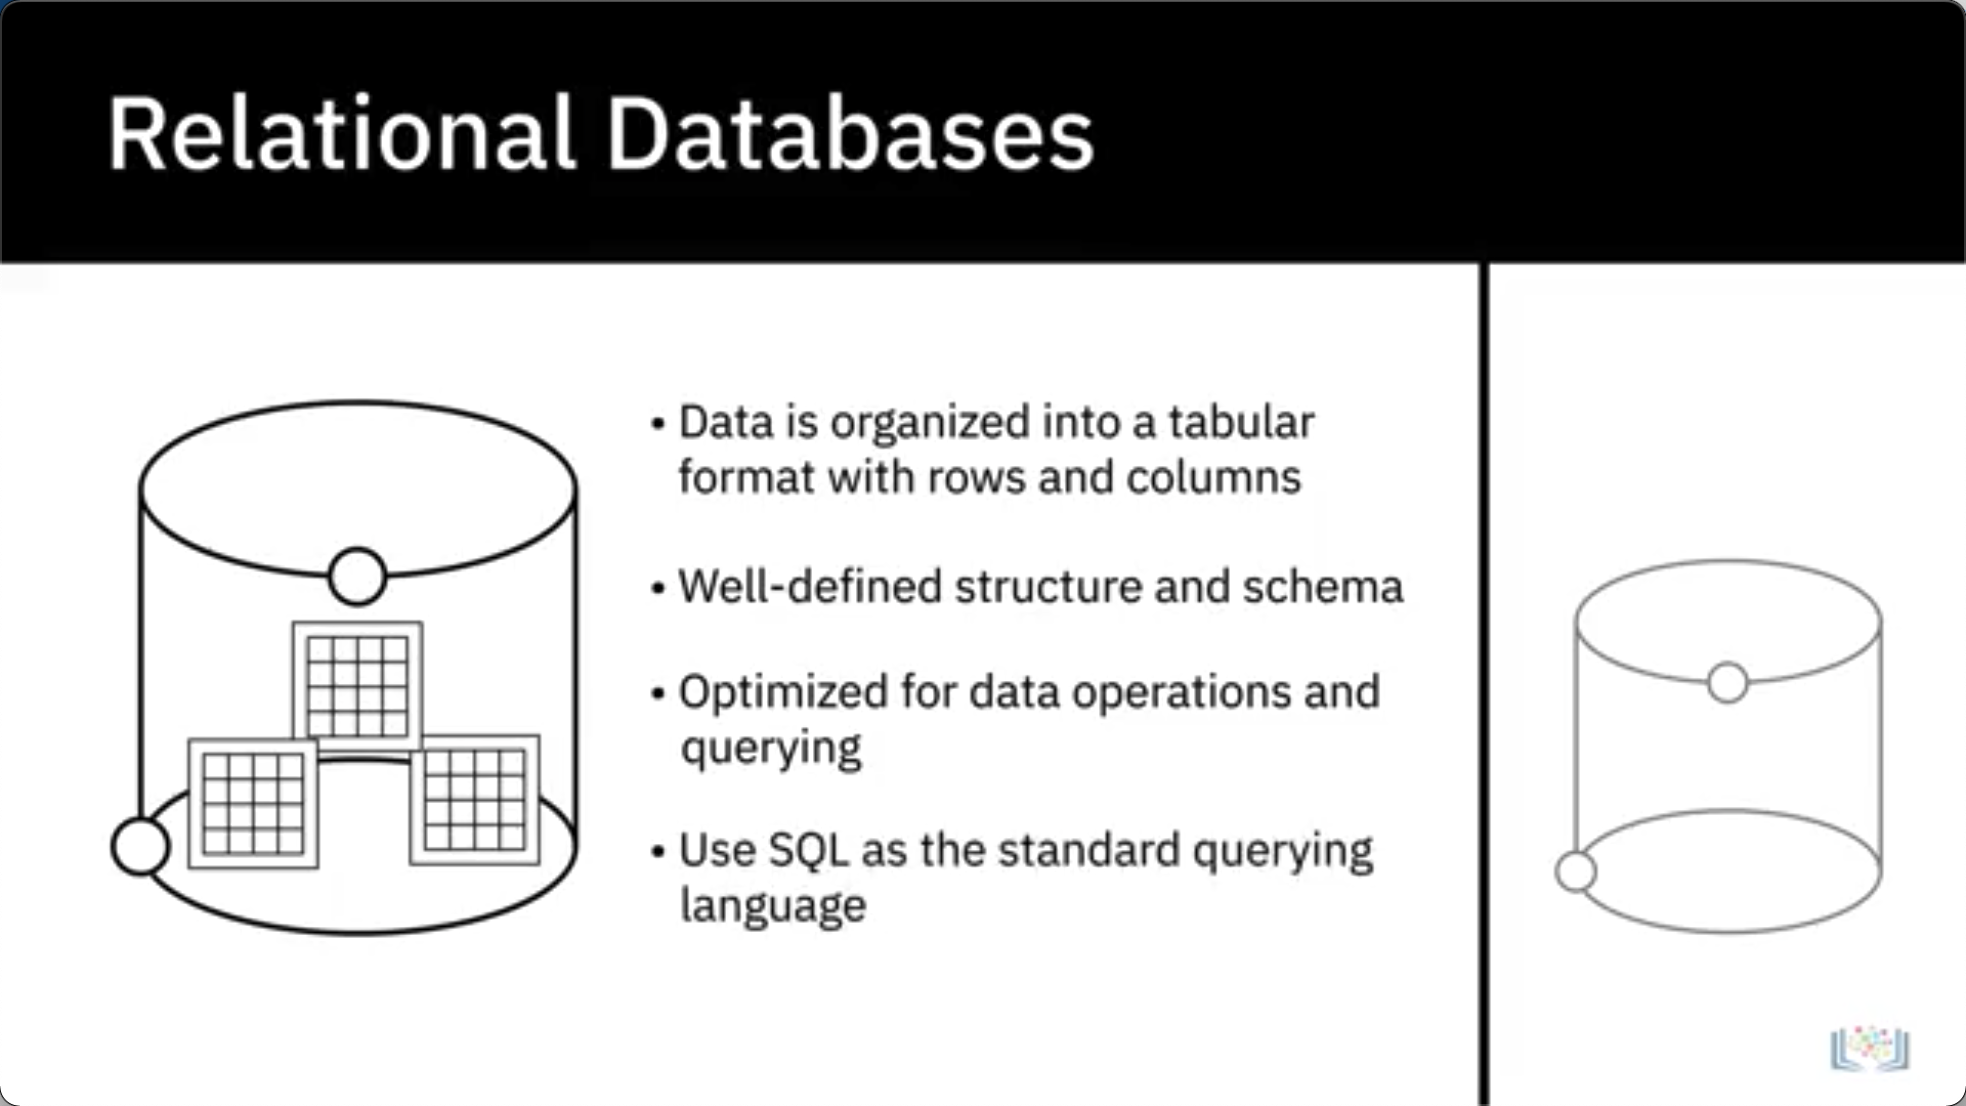 Relational Databases
• Data is organized into a tabular
format with rows and columns
• Well-defined structure and schema
• Optimized for data operations and
querying
• Use SQL as the standard querying
language